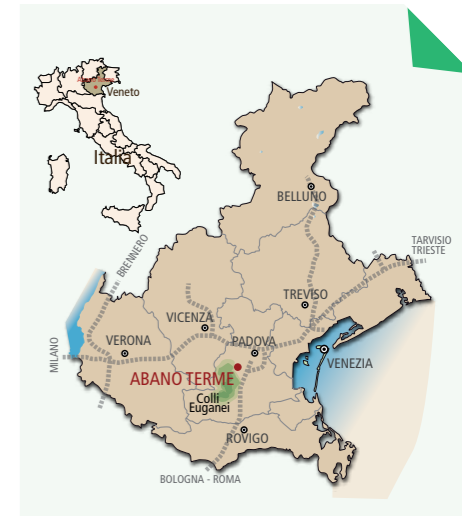 Veneto
Italia
BELLUNO
TARVISIO
TRIESTE
BRENNERO
TREVISO
VICENZA
MILANO
VERONA
PADOVA
VENEZIA
ABANO TERME
Colli
Euganei
ROVIGO
BOLOGNA - ROMA